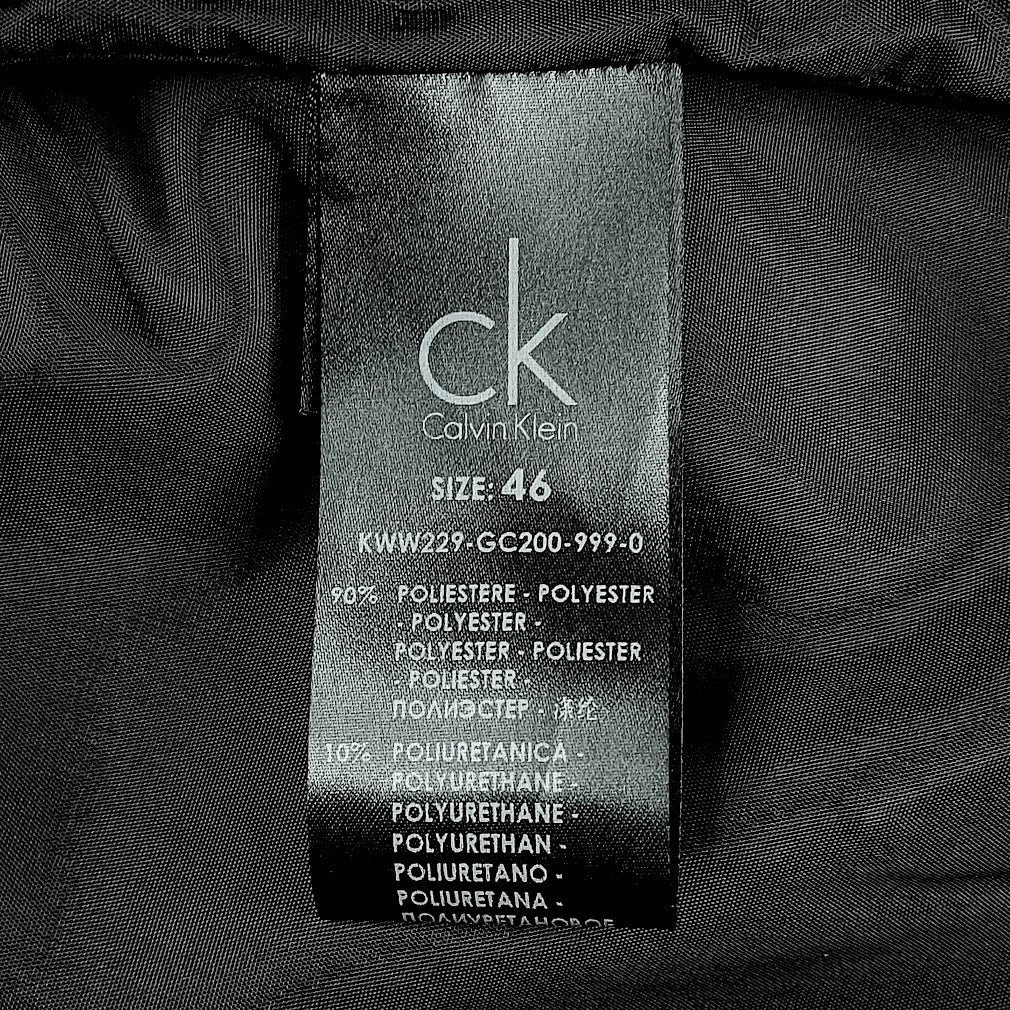 ck
Calvin Klein
SIZE: 46
KWW229-GC200-999-0
90% POLIESTERE - POLYESTER
- POLYESTER -
POLYESTER - POLIESTER
- POLIESTER -
ПОЛИЭСТЕР - 涤纶
10% POLIURETANICA -
POLYURETHANE -
POLYURETHANE -
POLYURETHAN -
POLIURETANO -
POLIURETANA -
ПОЛИУРЕТАНОВОЕ